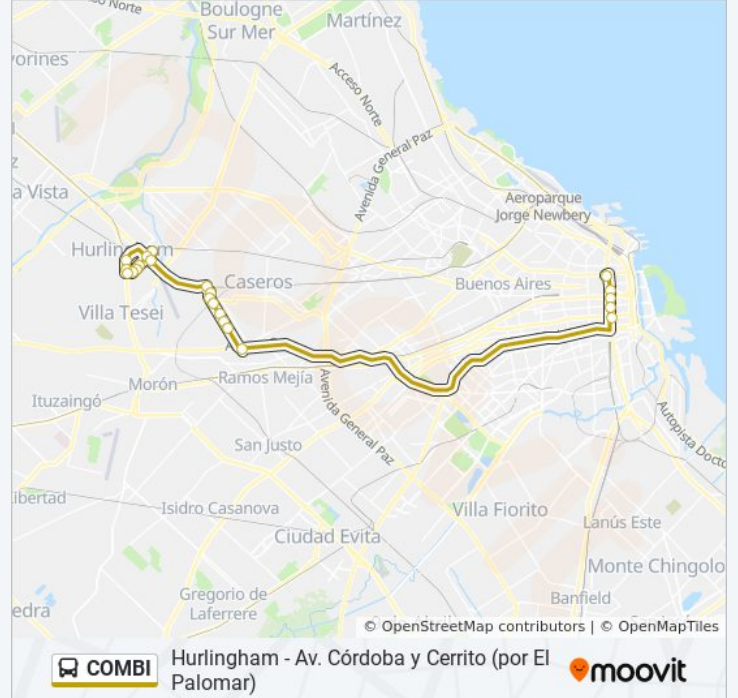 so Norte
Boulogne
Sur Mer
Martínez
vorines
Acceso Norte
Avenida General Paz
z
a Vista
Aeroparque
Jorge Newbery
Hurlingham
Caseros
Buenos Aires
Villa Tesei
Ramos Mejía
Morón
Ituzaingó
Avenida General Paz
Autopista Docto
San Justo
ibertad
Isidro Casanova
Villa Fiorito
Lanús Este
Ciudad Evita
Monte Chingolo
Gregorio de
Laferrere
Banfield
edra
© OpenStreetMap contributors | © OpenMapTiles
COMBI
Hurlingham - Av. Córdoba y Cerrito (por El
Palomar)
moovit